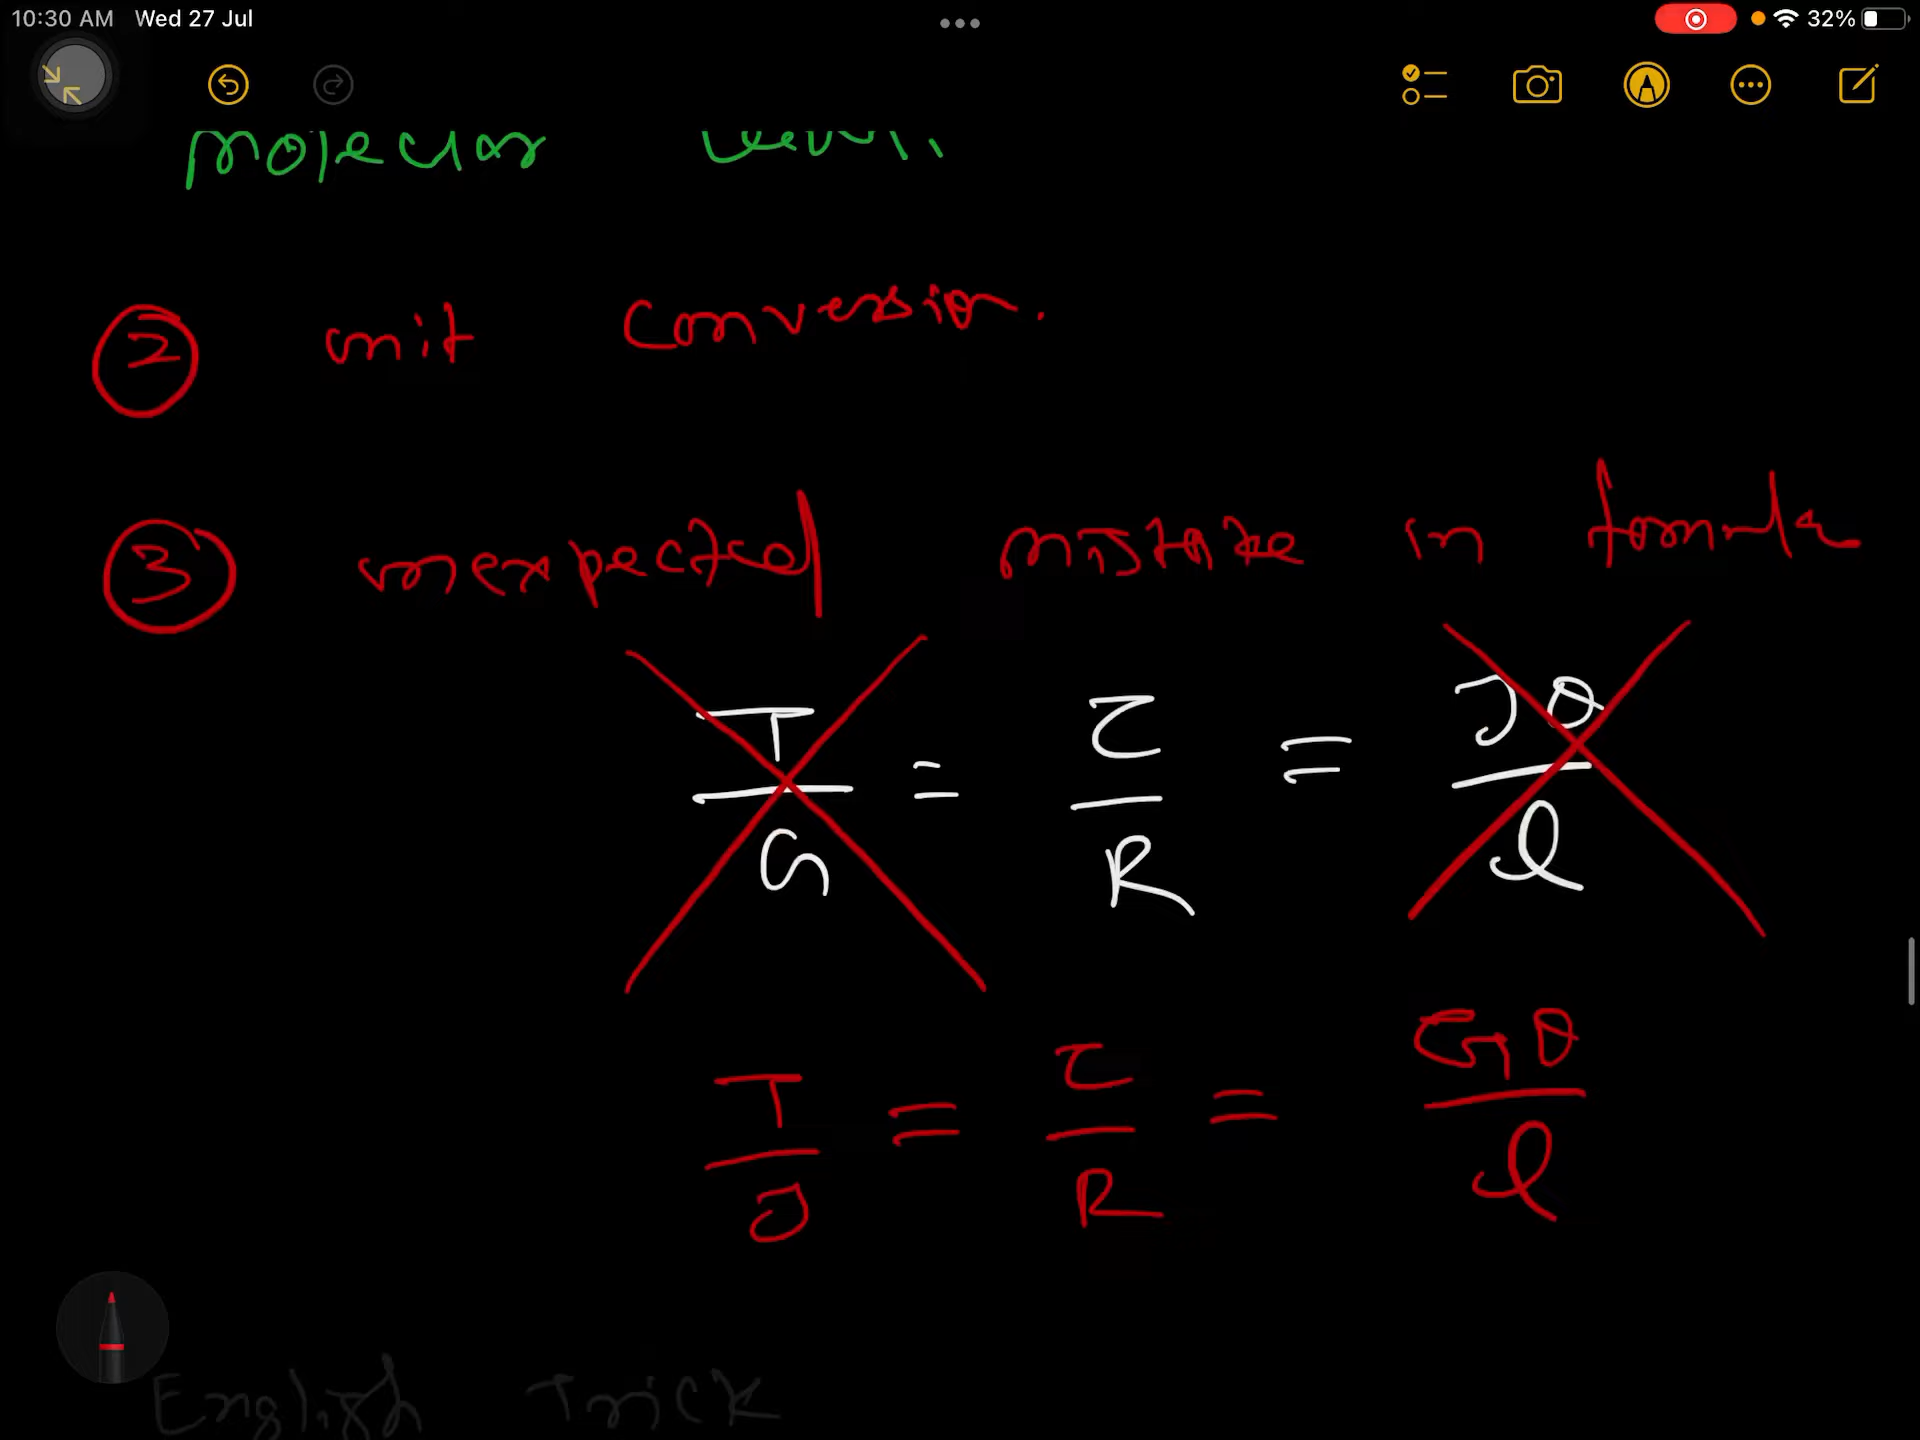 10:30 AM Wed 27 Jul
32%
molecular level.
2 unit conversion.
3 unexpected mistake in formula
T/G = τ/R = Jθ/l
T/J = τ/R = Gθ/l
English Trick